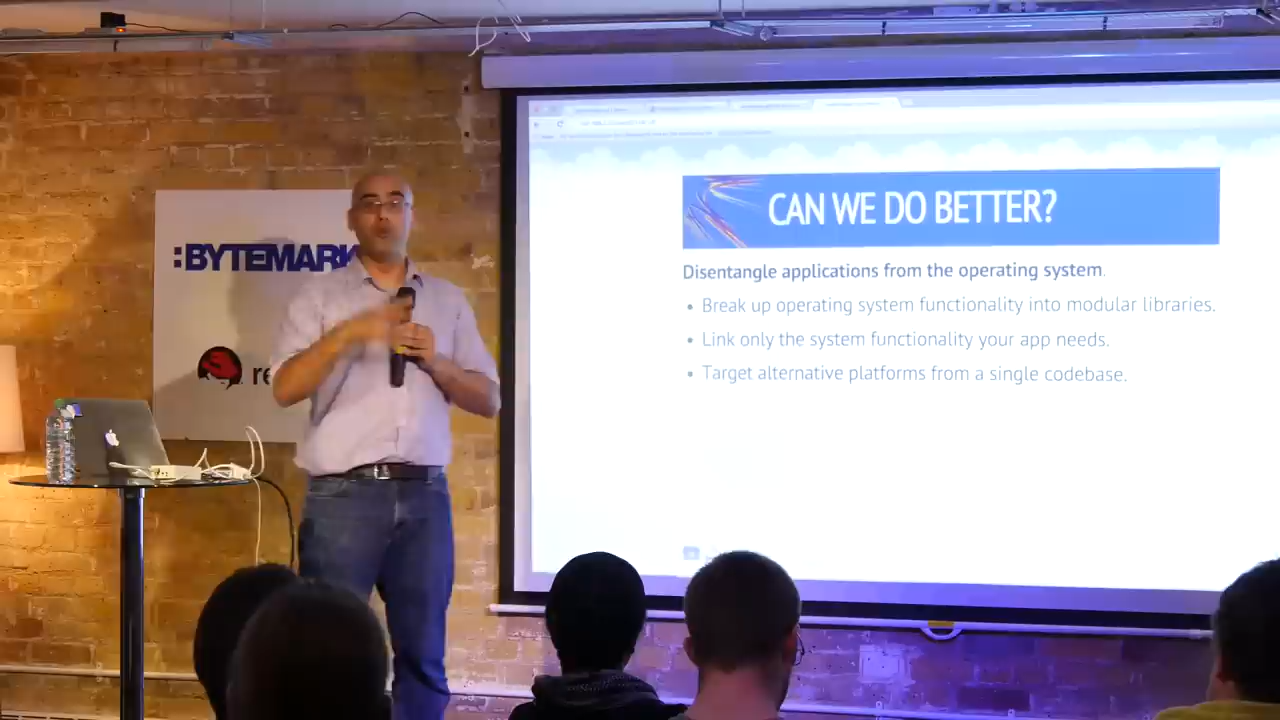 CAN WE DO BETTER?
Disentangle applications from the operating system.
• Break up operating system functionality into modular libraries.
• Link only the system functionality your app needs.
• Target alternative platforms from a single codebase.
:BYTEMARK
re